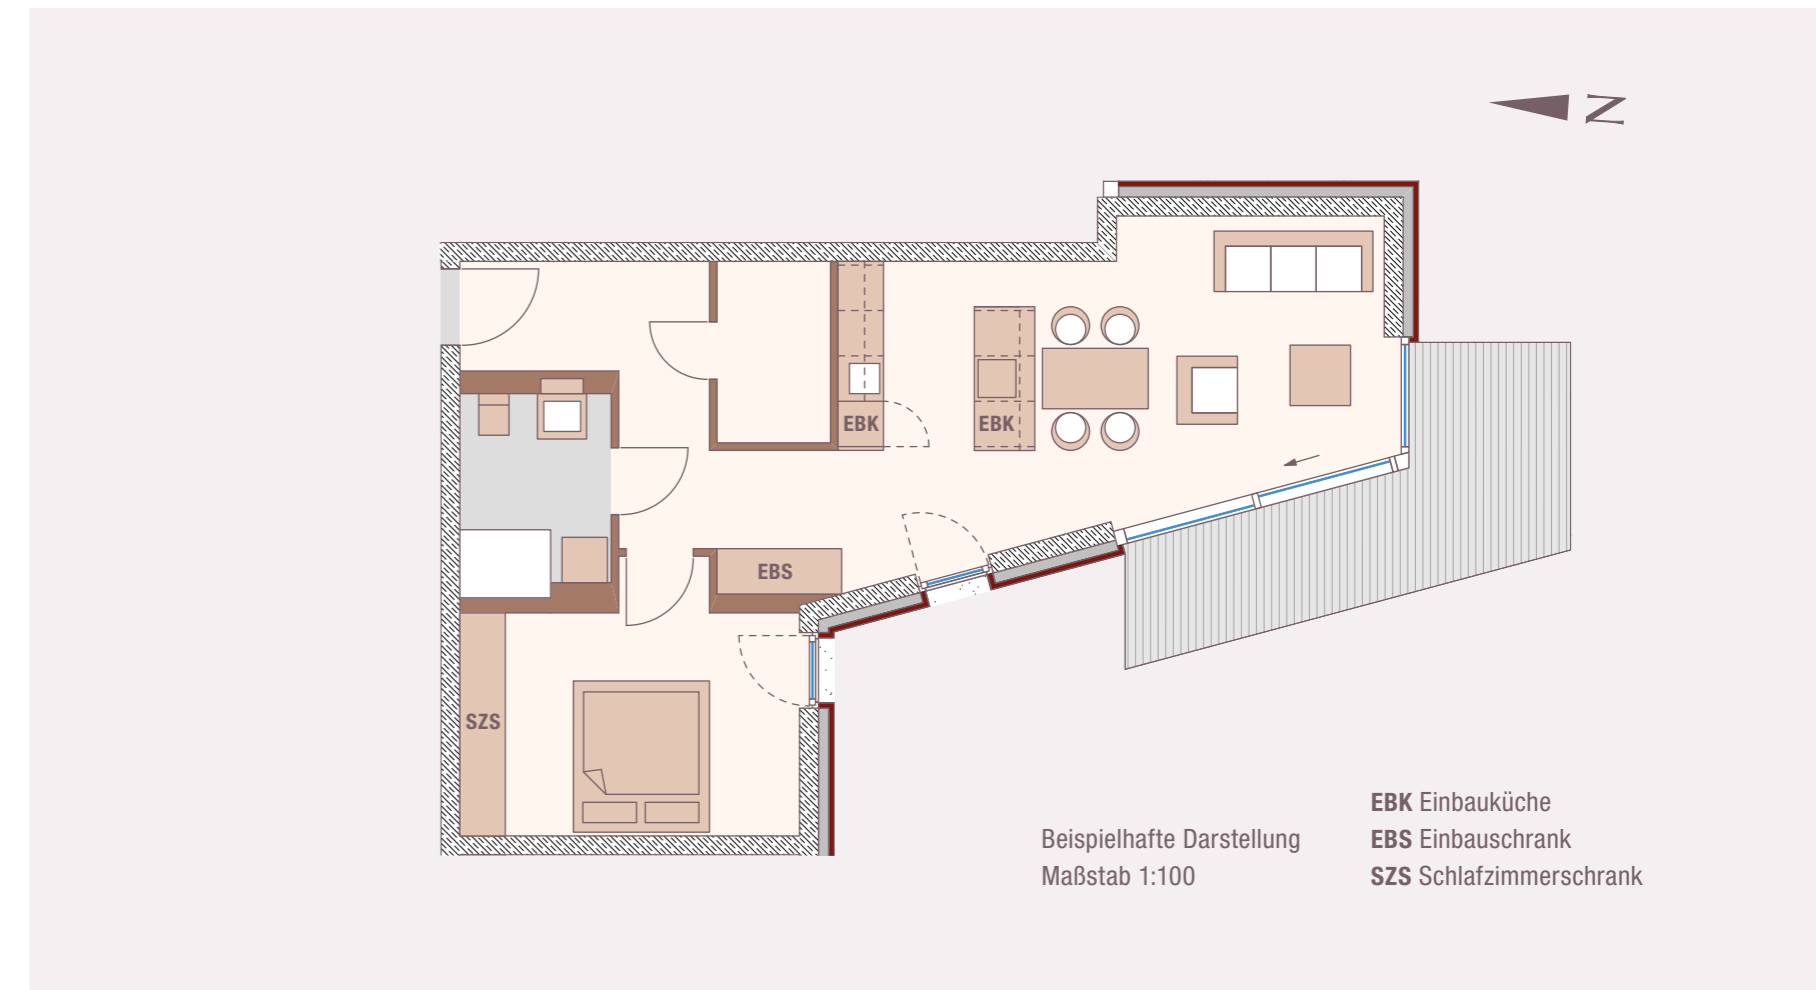 N
EBK
EBK
EBS
SZS
Beispielhafte Darstellung
Maßstab 1:100
EBK Einbauküche
EBS Einbauschrank
SZS Schlafzimmerschrank